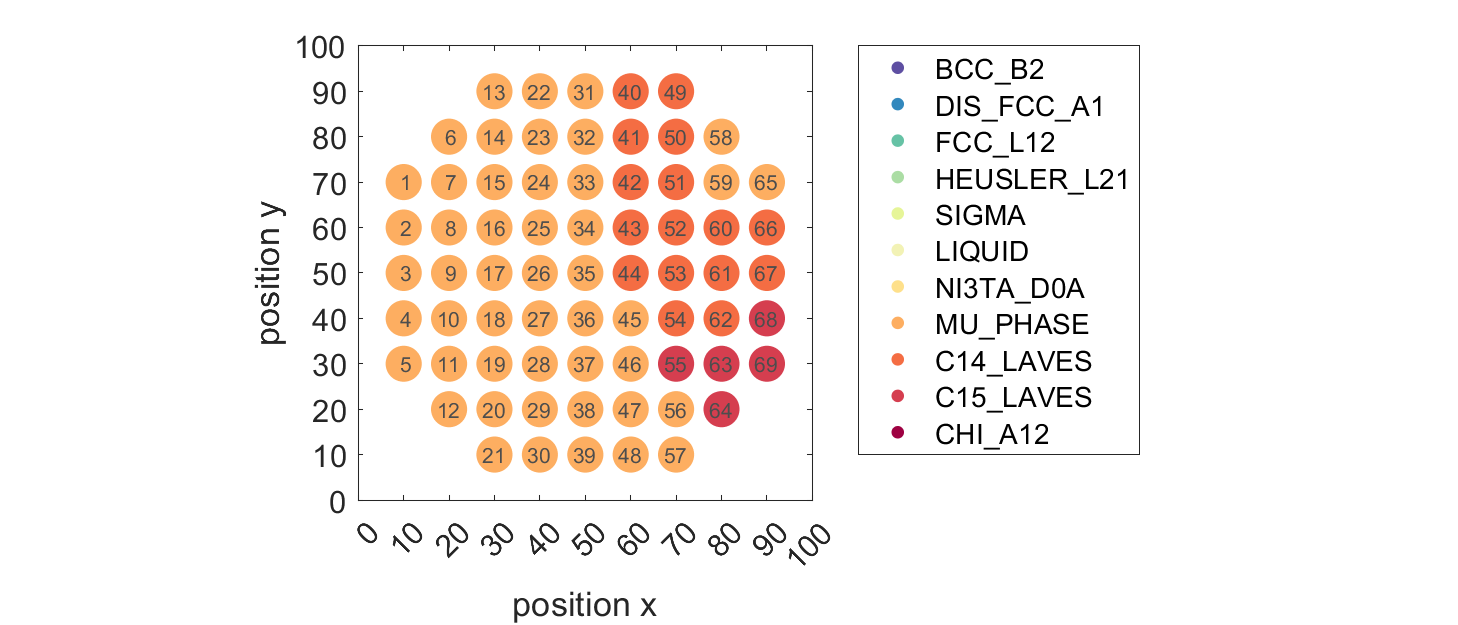 100
90
80
70
60
50
40
30
20
10
0
position y
13 22 31 40 49
6 14 23 32 41 50 58
1 7 15 24 33 42 51 59 65
2 8 16 25 34 43 52 60 66
3 9 17 26 35 44 53 61 67
4 10 18 27 36 45 54 62 68
5 11 19 28 37 46 55 63 69
12 20 29 38 47 56 64
21 30 39 48 57
0 10 20 30 40 50 60 70 80 90 100
position x
BCC_B2
DIS_FCC_A1
FCC_L12
HEUSLER_L21
SIGMA
LIQUID
NI3TA_D0A
MU_PHASE
C14_LAVES
C15_LAVES
CHI_A12